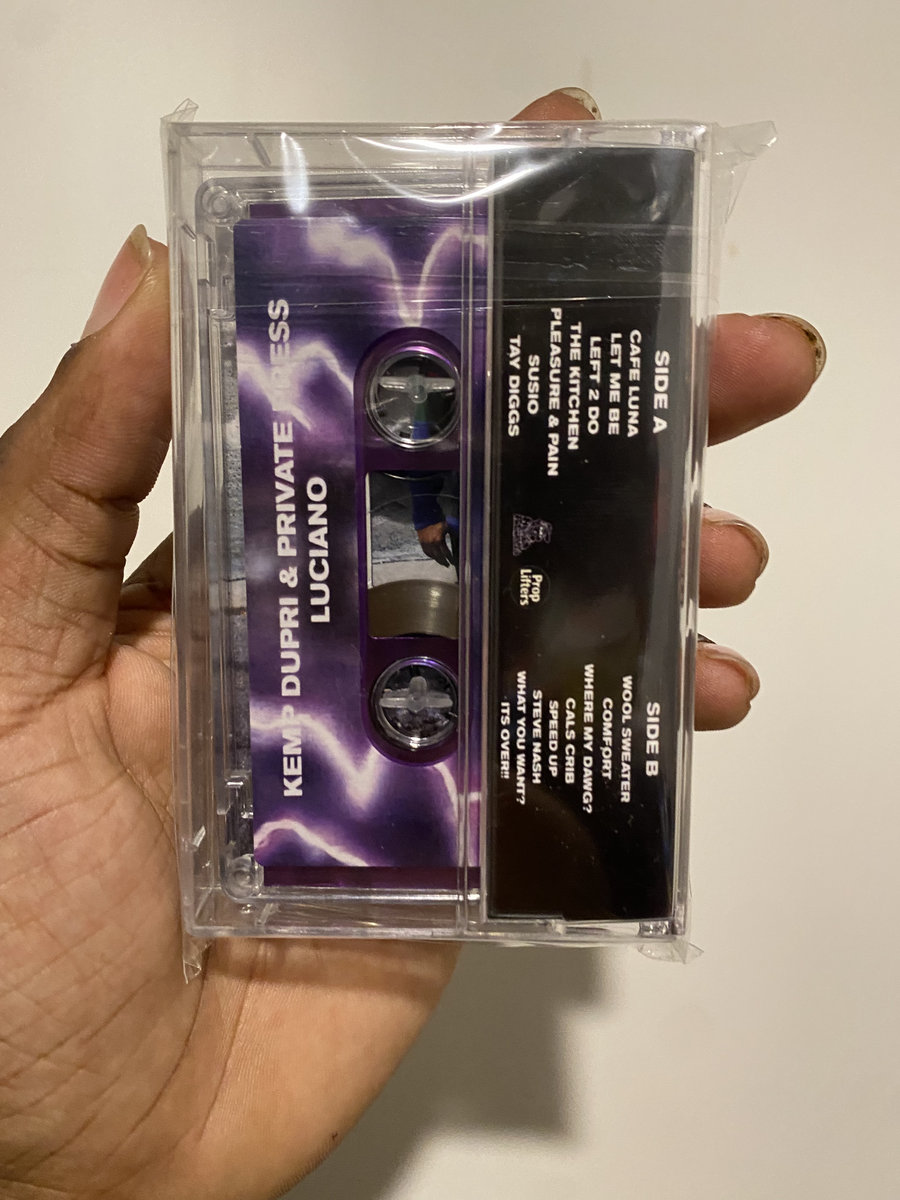 KEMP DUPRI & PRIVATE PRESS
LUCIANO
SIDE A
CAFE LUNA
LET ME BE
LEFT 2 DO
THE KITCHEN
PLEASURE & PAIN
SUSIO
TAY DIGGS
Prop
Lifters
SIDE B
WOOL SWEATER
COMFORT
WHERE MY DAWG?
CALS CRIB
SPEED UP
STEVE NASH
WHAT YOU WANT?
ITS OVER!!